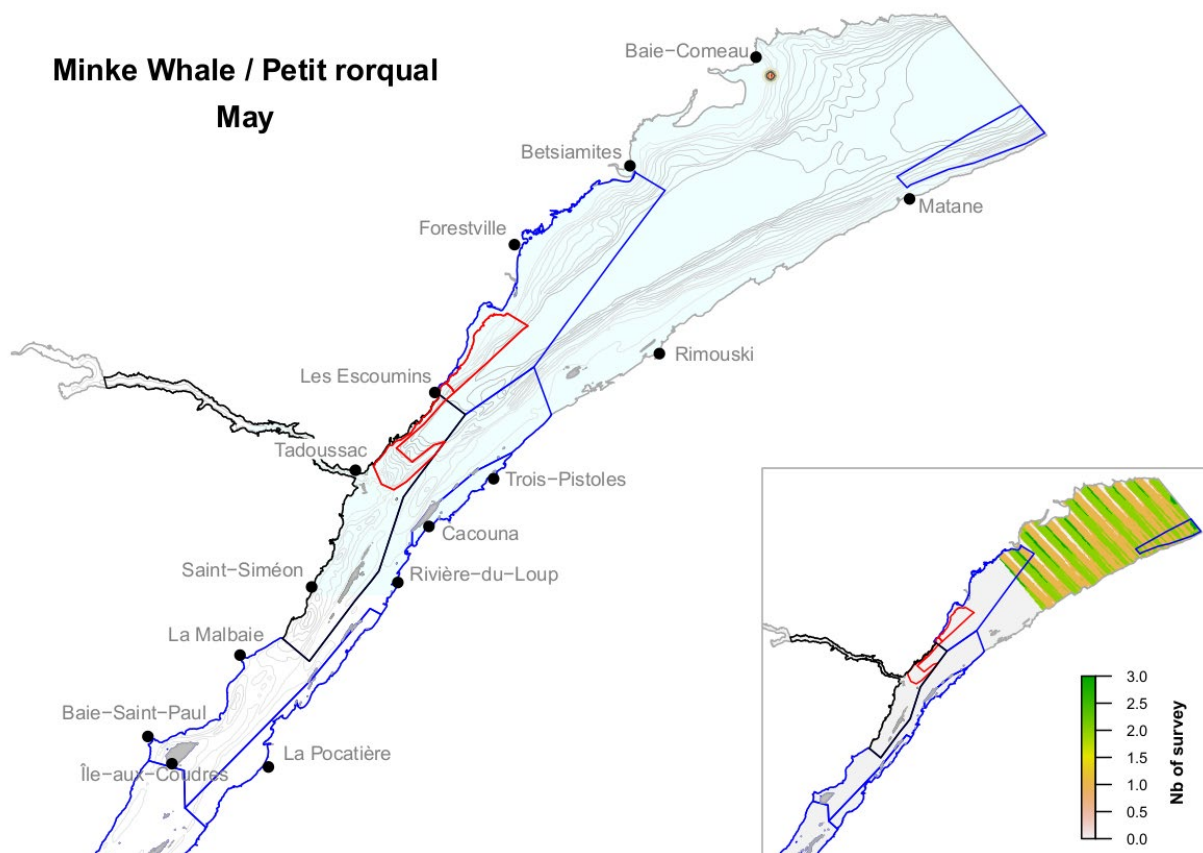 Minke Whale / Petit rorqual
May
Baie−Comeau
Betsiamites
Matane
Forestville
Rimouski
Les Escoumins
Tadoussac
Trois−Pistoles
Cacouna
Saint−Siméon
Rivière−du−Loup
La Malbaie
Baie−Saint−Paul
La Pocatière
Île−aux−Coudres
3.0
2.5
2.0
1.5
1.0
0.5
0.0
Nb of survey